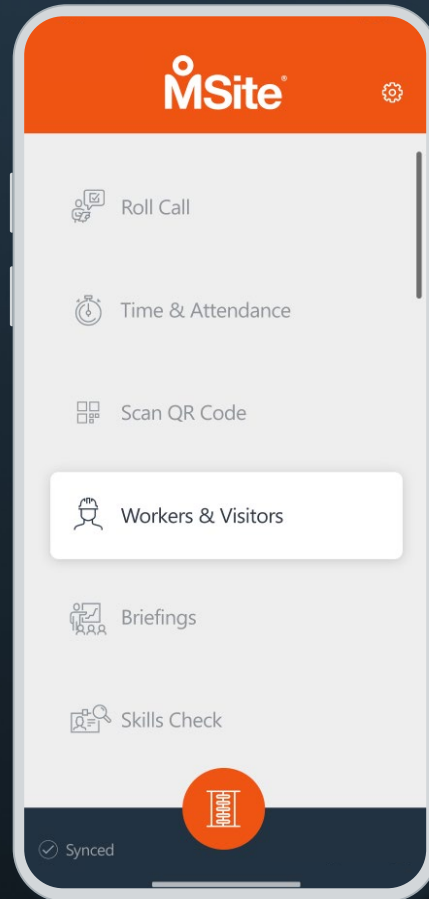 MSite®
Roll Call
Time & Attendance
Scan QR Code
Workers & Visitors
Briefings
Skills Check
Synced